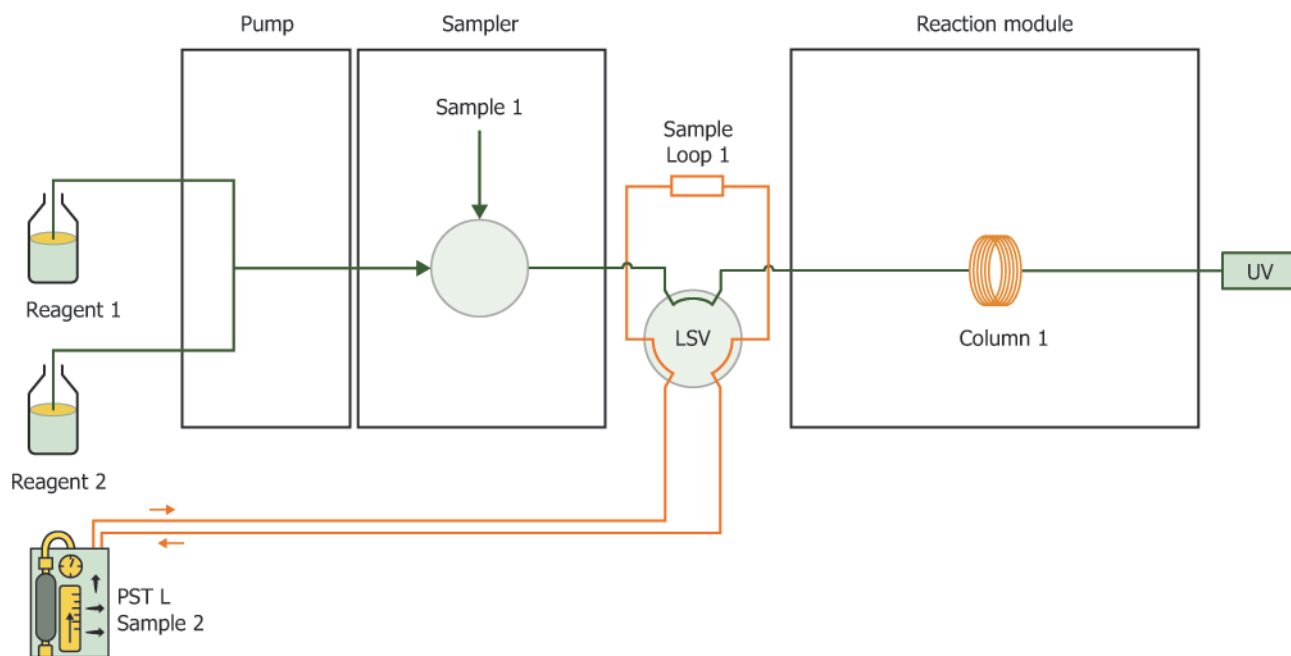 Pump
Sampler
Reaction module
Sample 1
Sample
Loop 1
Reagent 1
LSV
Column 1
UV
Reagent 2
PST L
Sample 2